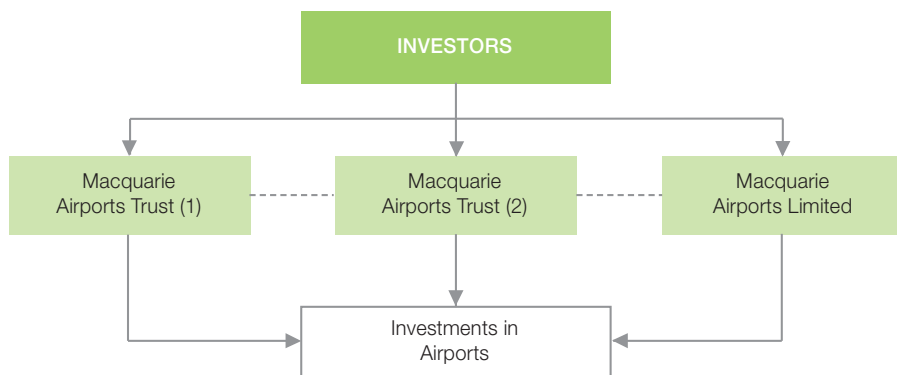 INVESTORS
Macquarie
Airports Trust (1)
Macquarie
Airports Trust (2)
Macquarie
Airports Limited
Investments in
Airports